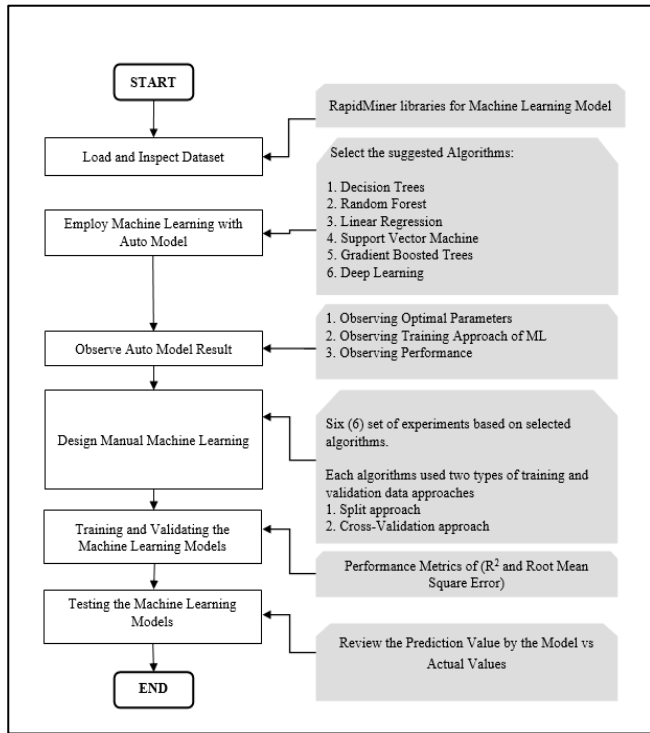 START
RapidMiner libraries for Machine Learning Model
Load and Inspect Dataset
Select the suggested Algorithms:
1. Decision Trees
2. Random Forest
3. Linear Regression
4. Support Vector Machine
5. Gradient Boosted Trees
6. Deep Learning
Employ Machine Learning with
Auto Model
1. Observing Optimal Parameters
2. Observing Training Approach of ML
3. Observing Performance
Observe Auto Model Result
Design Manual Machine Learning
Six (6) set of experiments based on selected
algorithms.
Each algorithms used two types of training and
validation data approaches
1. Split approach
2. Cross-Validation approach
Training and Validating the
Machine Learning Models
Performance Metrics of (R² and Root Mean
Square Error)
Testing the Machine Learning
Models
Review the Prediction Value by the Model vs
Actual Values
END